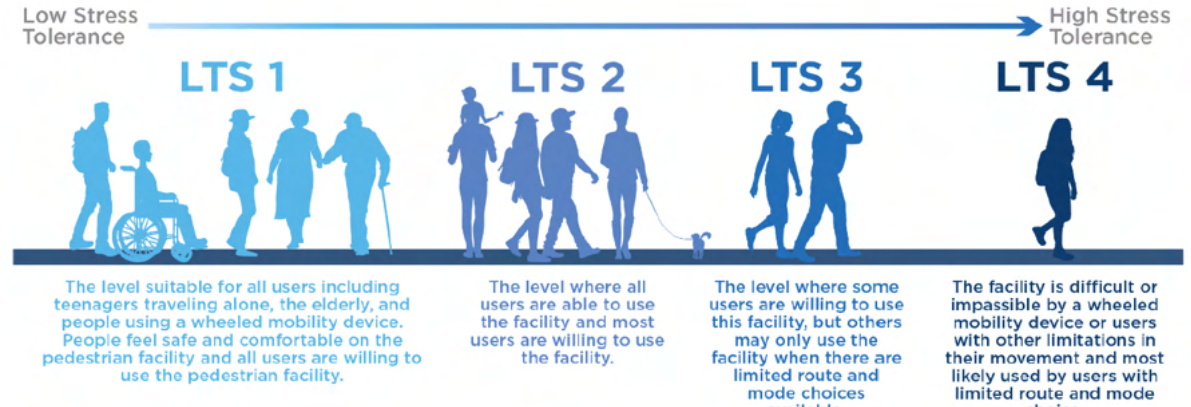 Low Stress
Tolerance
High Stress
Tolerance
LTS 1
LTS 2
LTS 3
LTS 4
The level suitable for all users including
teenagers traveling alone, the elderly, and
people using a wheeled mobility device.
People feel safe and comfortable on the
pedestrian facility and all users are willing to
use the pedestrian facility.
The level where all
users are able to use
the facility and most
users are willing to use
the facility.
The level where some
users are willing to use
this facility, but others
may only use the
facility when there are
limited route and
mode choices
The facility is difficult or
impassible by a wheeled
mobility device or users
with other limitations in
their movement and most
likely used by users with
limited route and mode